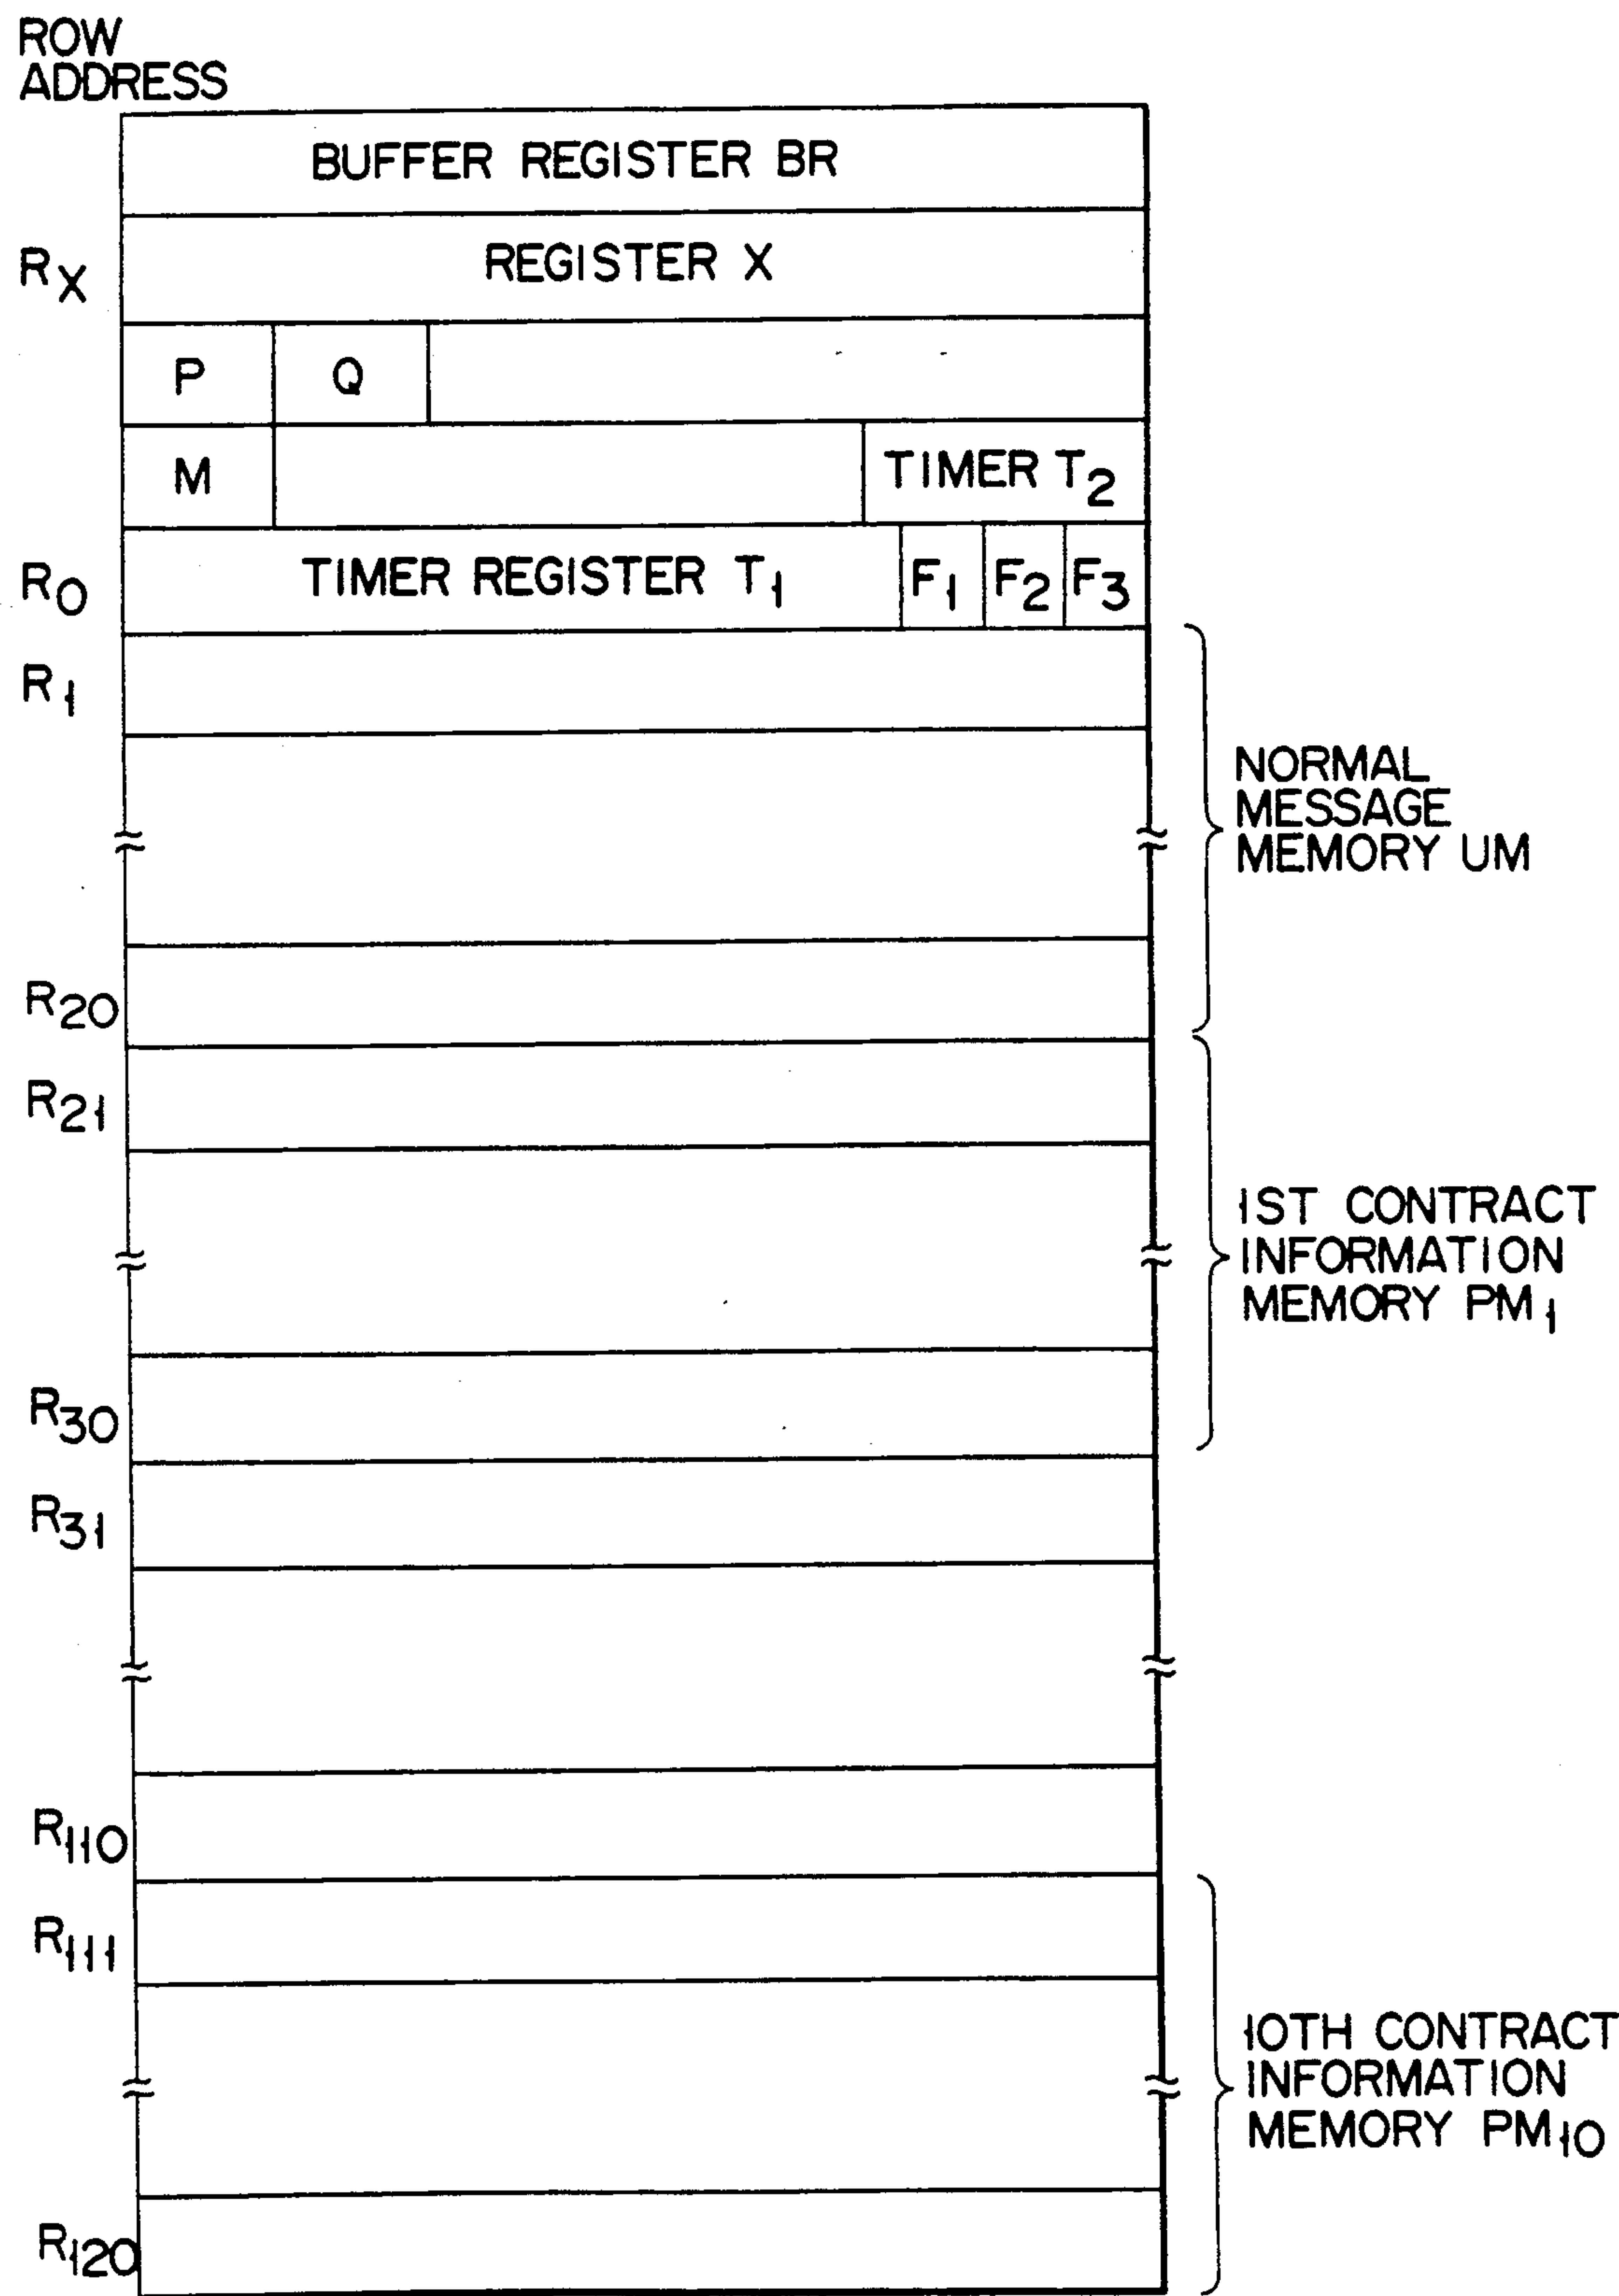 ROW
ADDRESS
BUFFER REGISTER BR
RX REGISTER X
P Q
M TIMER T2
R0 TIMER REGISTER T1 F1 F2 F3
R1
NORMAL
MESSAGE
MEMORY UM
R20
R21
1ST CONTRACT
INFORMATION
MEMORY PM1
R30
R31
R110
R111
10TH CONTRACT
INFORMATION
MEMORY PM10
R120